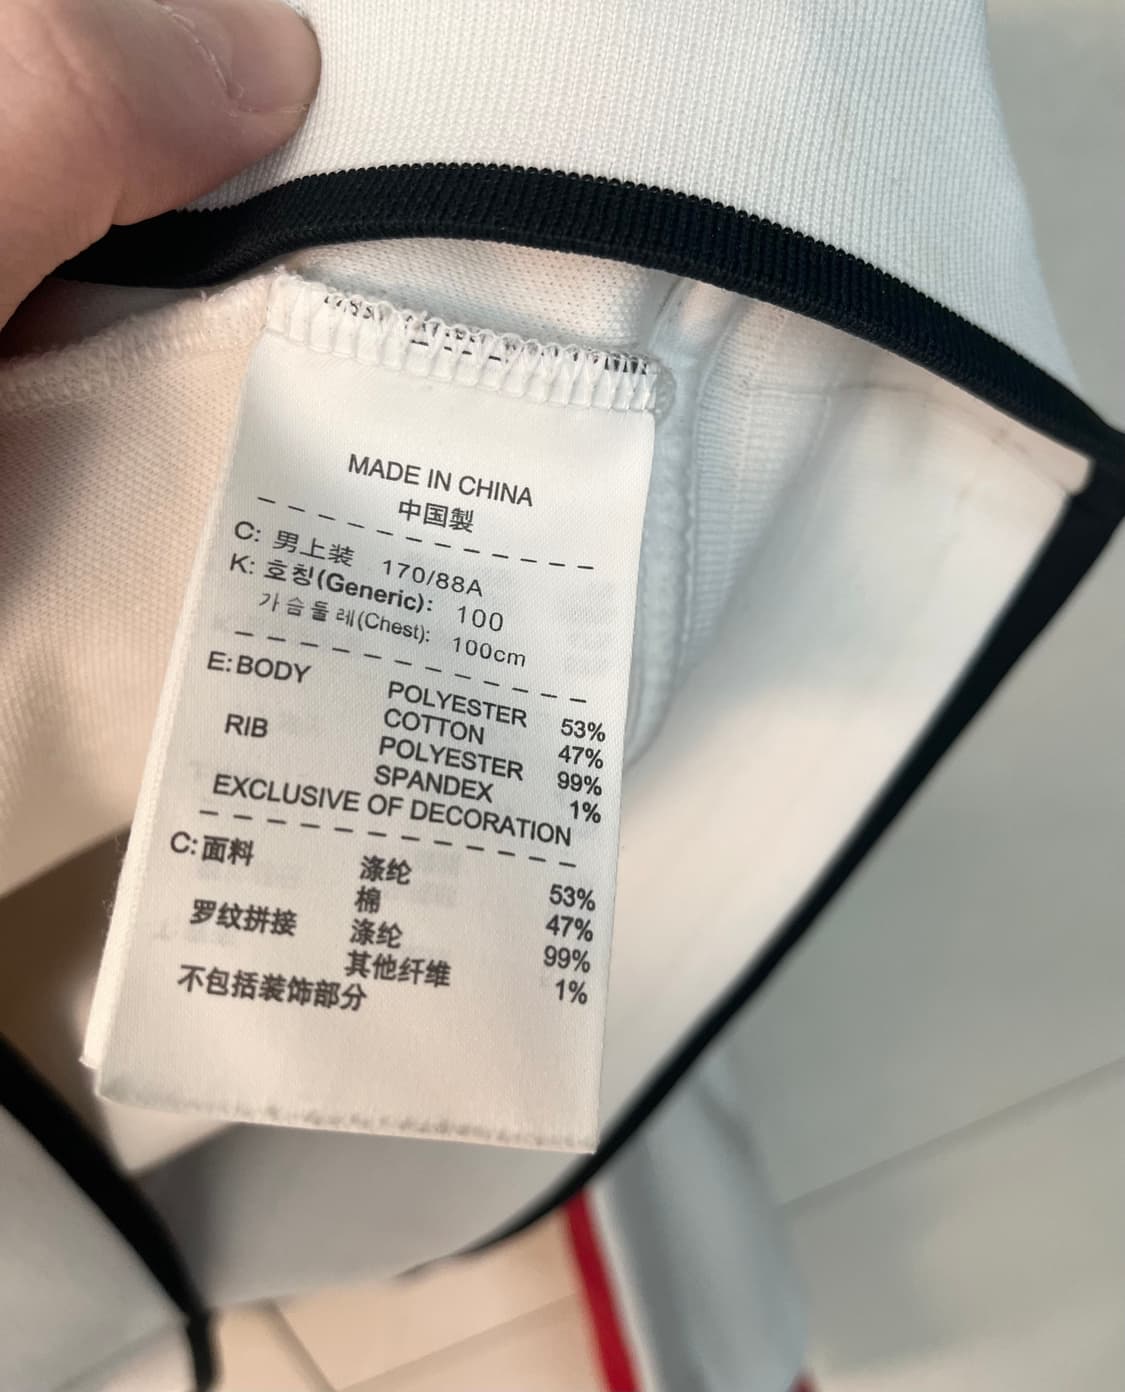 MADE IN CHINA
中国製
C: 男上装 170/88A
K: 호칭(Generic): 100
가슴둘레(Chest): 100cm
E: BODY POLYESTER 53%
COTTON 47%
RIB POLYESTER 99%
SPANDEX 1%
EXCLUSIVE OF DECORATION
C: 面料 涤纶 53%
棉 47%
罗纹拼接 涤纶 99%
其他纤维 1%
不包括装饰部分